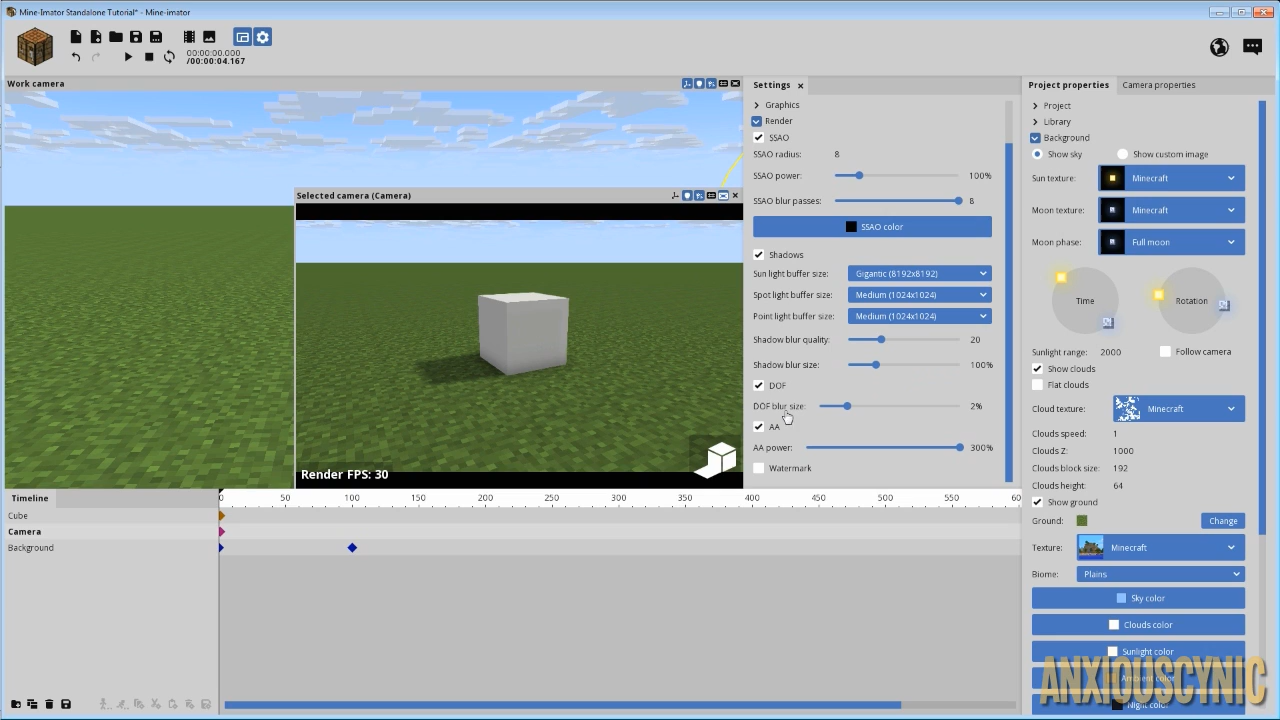 Mine-Imator Standalone Tutorial* - Mine-imator
00:00:00.000
/00:00:04.167
Work camera
Selected camera (Camera)
Render FPS: 30
Settings
Graphics
Render
SSAO
SSAO radius: 8
SSAO power: 100%
SSAO blur passes: 8
SSAO color
Shadows
Sun light buffer size: Gigantic (8192x8192)
Spot light buffer size: Medium (1024x1024)
Point light buffer size: Medium (1024x1024)
Shadow blur quality: 20
Shadow blur size: 100%
DOF
DOF blur size: 2%
AA
AA power: 300%
Watermark
Project properties Camera properties
Project
Library
Background
Show sky Show custom image
Sun texture: Minecraft
Moon texture: Minecraft
Moon phase: Full moon
Time Rotation
Sunlight range: 2000 Follow camera
Show clouds
Flat clouds
Cloud texture: Minecraft
Clouds speed: 1
Clouds Z: 1000
Clouds block size: 192
Clouds height: 64
Show ground
Ground: Change
Texture: Minecraft
Biome: Plains
Sky color
Clouds color
Sunlight color
Ambient color
Night color
ANXIOUSCYNIC
Timeline
0 50 100 150 200 250 300 350 400 450 500 550 60
Cube
Camera
Background